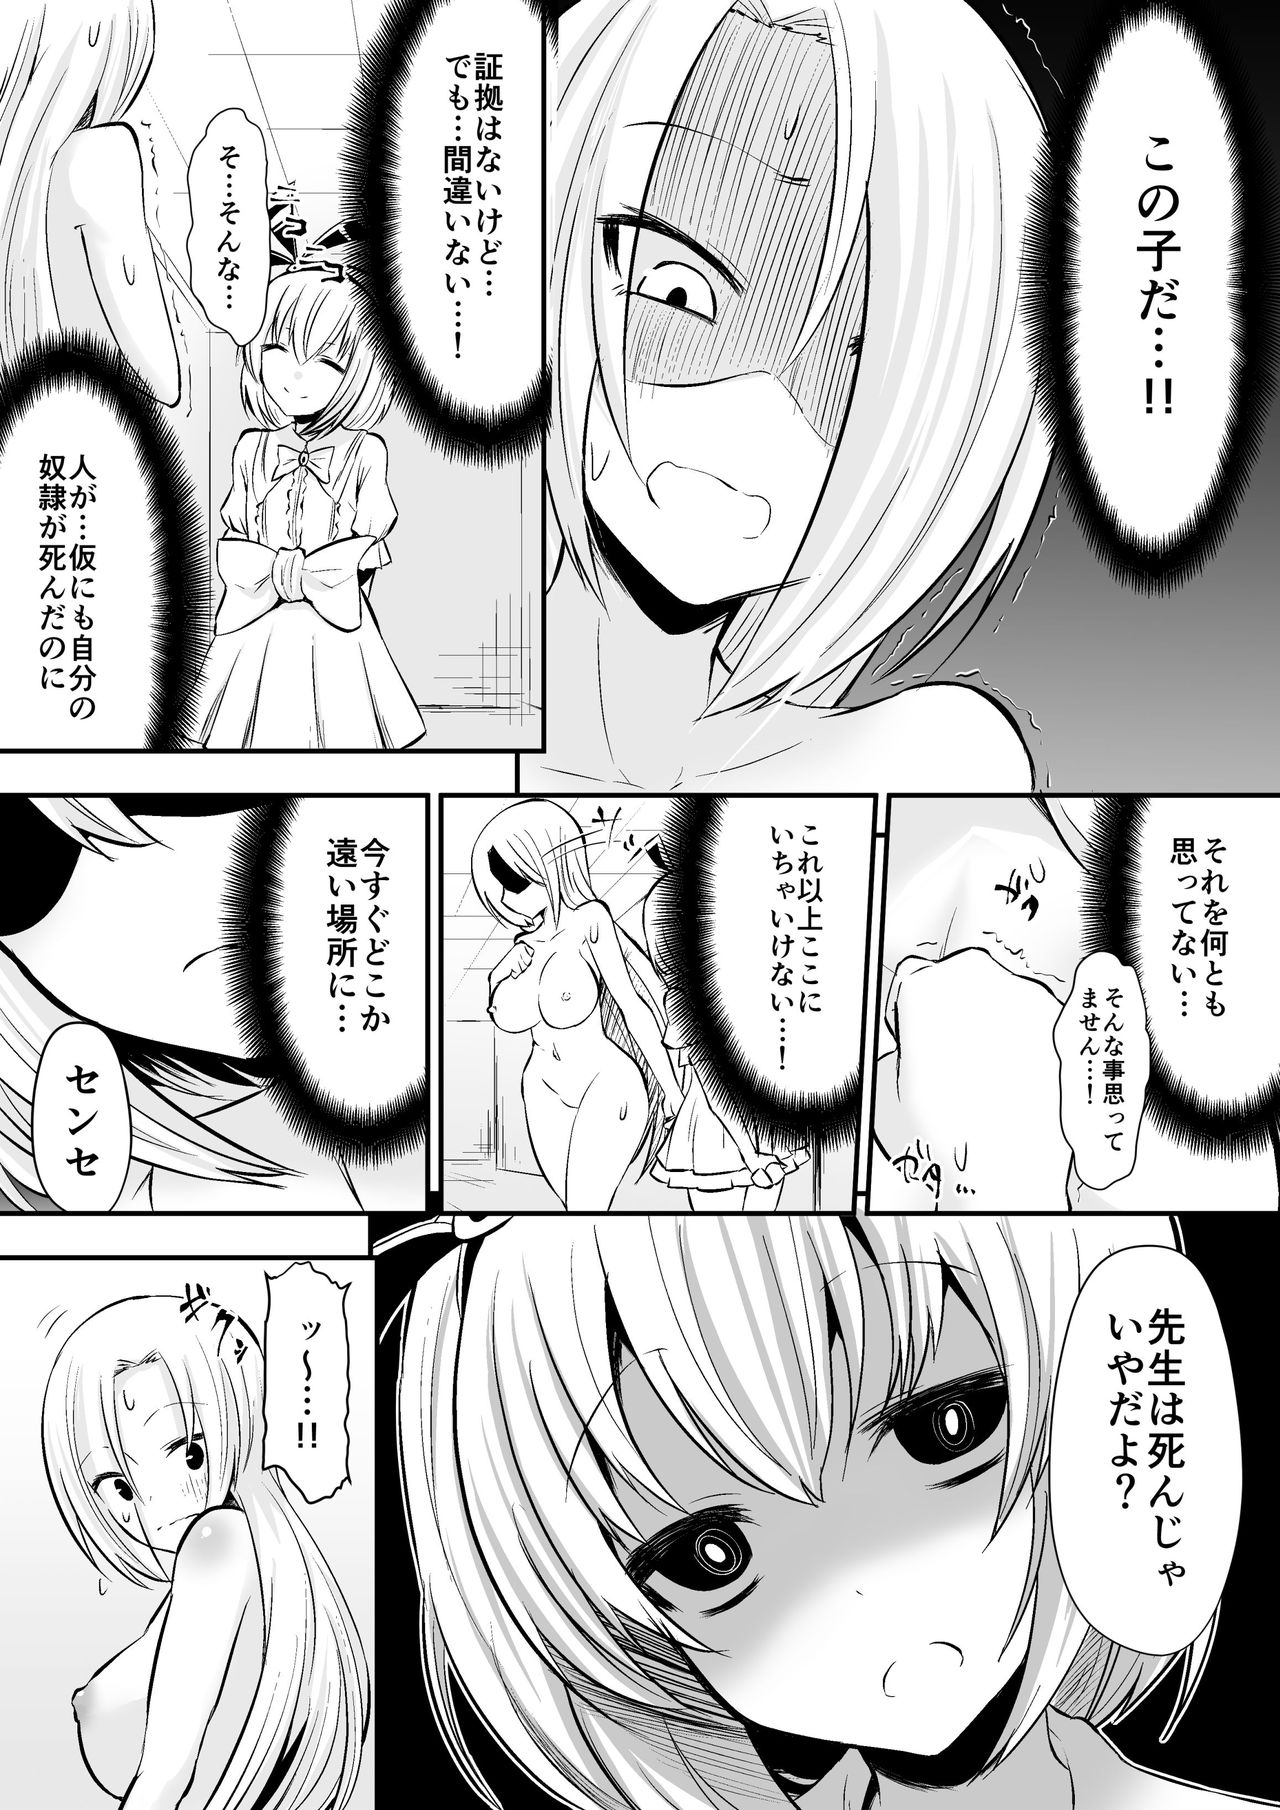 この子だ…!!
証拠はないけど…
でも…間違いない…!
そ…そんな…
人が…仮にも自分の
奴隷が死んだのに
それを何とも
思ってない…
そんな事思って
ません…!
これ以上ここに
いちゃいけない…!
今すぐどこか
遠い場所に…
センセ
先生は死んじゃ
いやだよ?
ッ~…!!